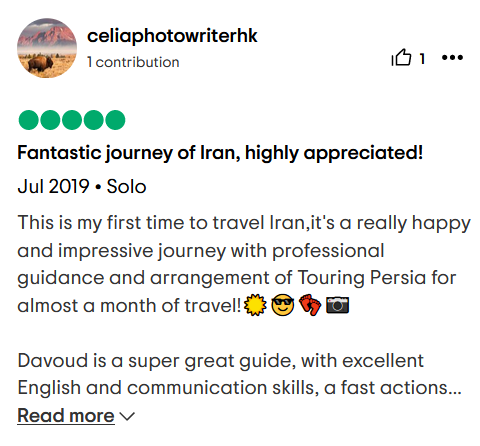 celiaphotowriterhk
1 contribution
1
Fantastic journey of Iran, highly appreciated!
Jul 2019 • Solo
This is my first time to travel Iran,it's a really happy
and impressive journey with professional
guidance and arrangement of Touring Persia for
almost a month of travel!🌟😎👣📷
Davoud is a super great guide, with excellent
English and communication skills, a fast actions...
Read more